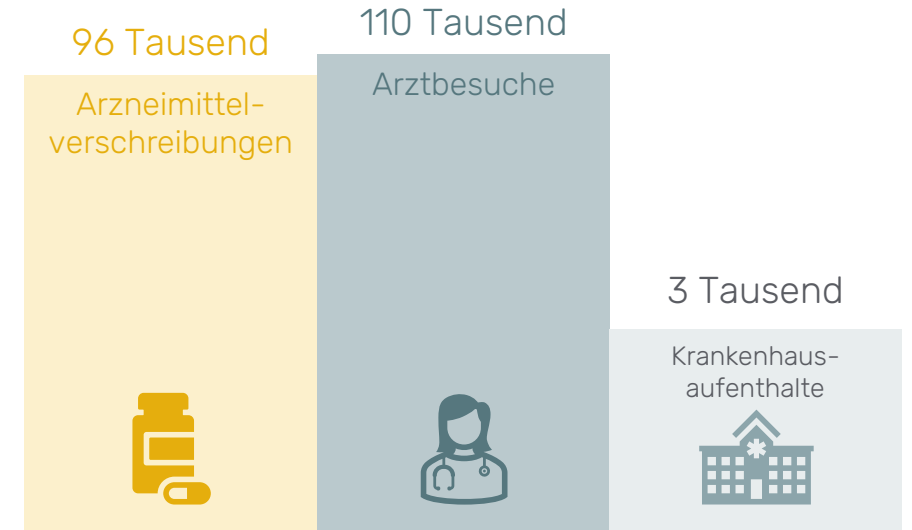 96 Tausend
Arzneimittel-
verschreibungen
110 Tausend
Arztbesuche
3 Tausend
Krankenhaus-
aufenthalte